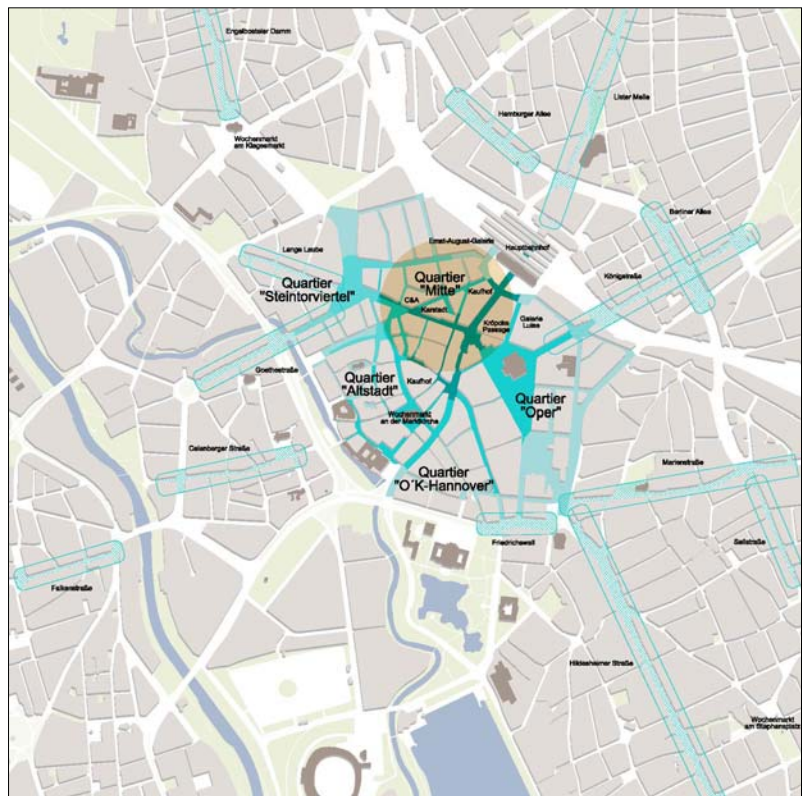 Engelbosteler Damm
Lister Meile
Hamburger Allee
Wochenmarkt
am Klagesmarkt
Berliner Allee
Lange Laube
Ernst-August-Galerie
Hauptbahnhof
Quartier
"Steintorviertel"
Quartier
"Mitte"
Kaufhof
Königstraße
C&A
Karstadt
Kröpcke
Passage
Galerie
Luise
Goethestraße
Quartier
"Altstadt"
Kaufhof
Wochenmarkt
an der Marktkirche
Quartier
"Oper"
Calenberger Straße
Quartier
"O´K-Hannover"
Marienstraße
Friedrichswall
Sallstraße
Falkenstraße
Hildesheimer Straße
Wochenmarkt
am Stephansplatz